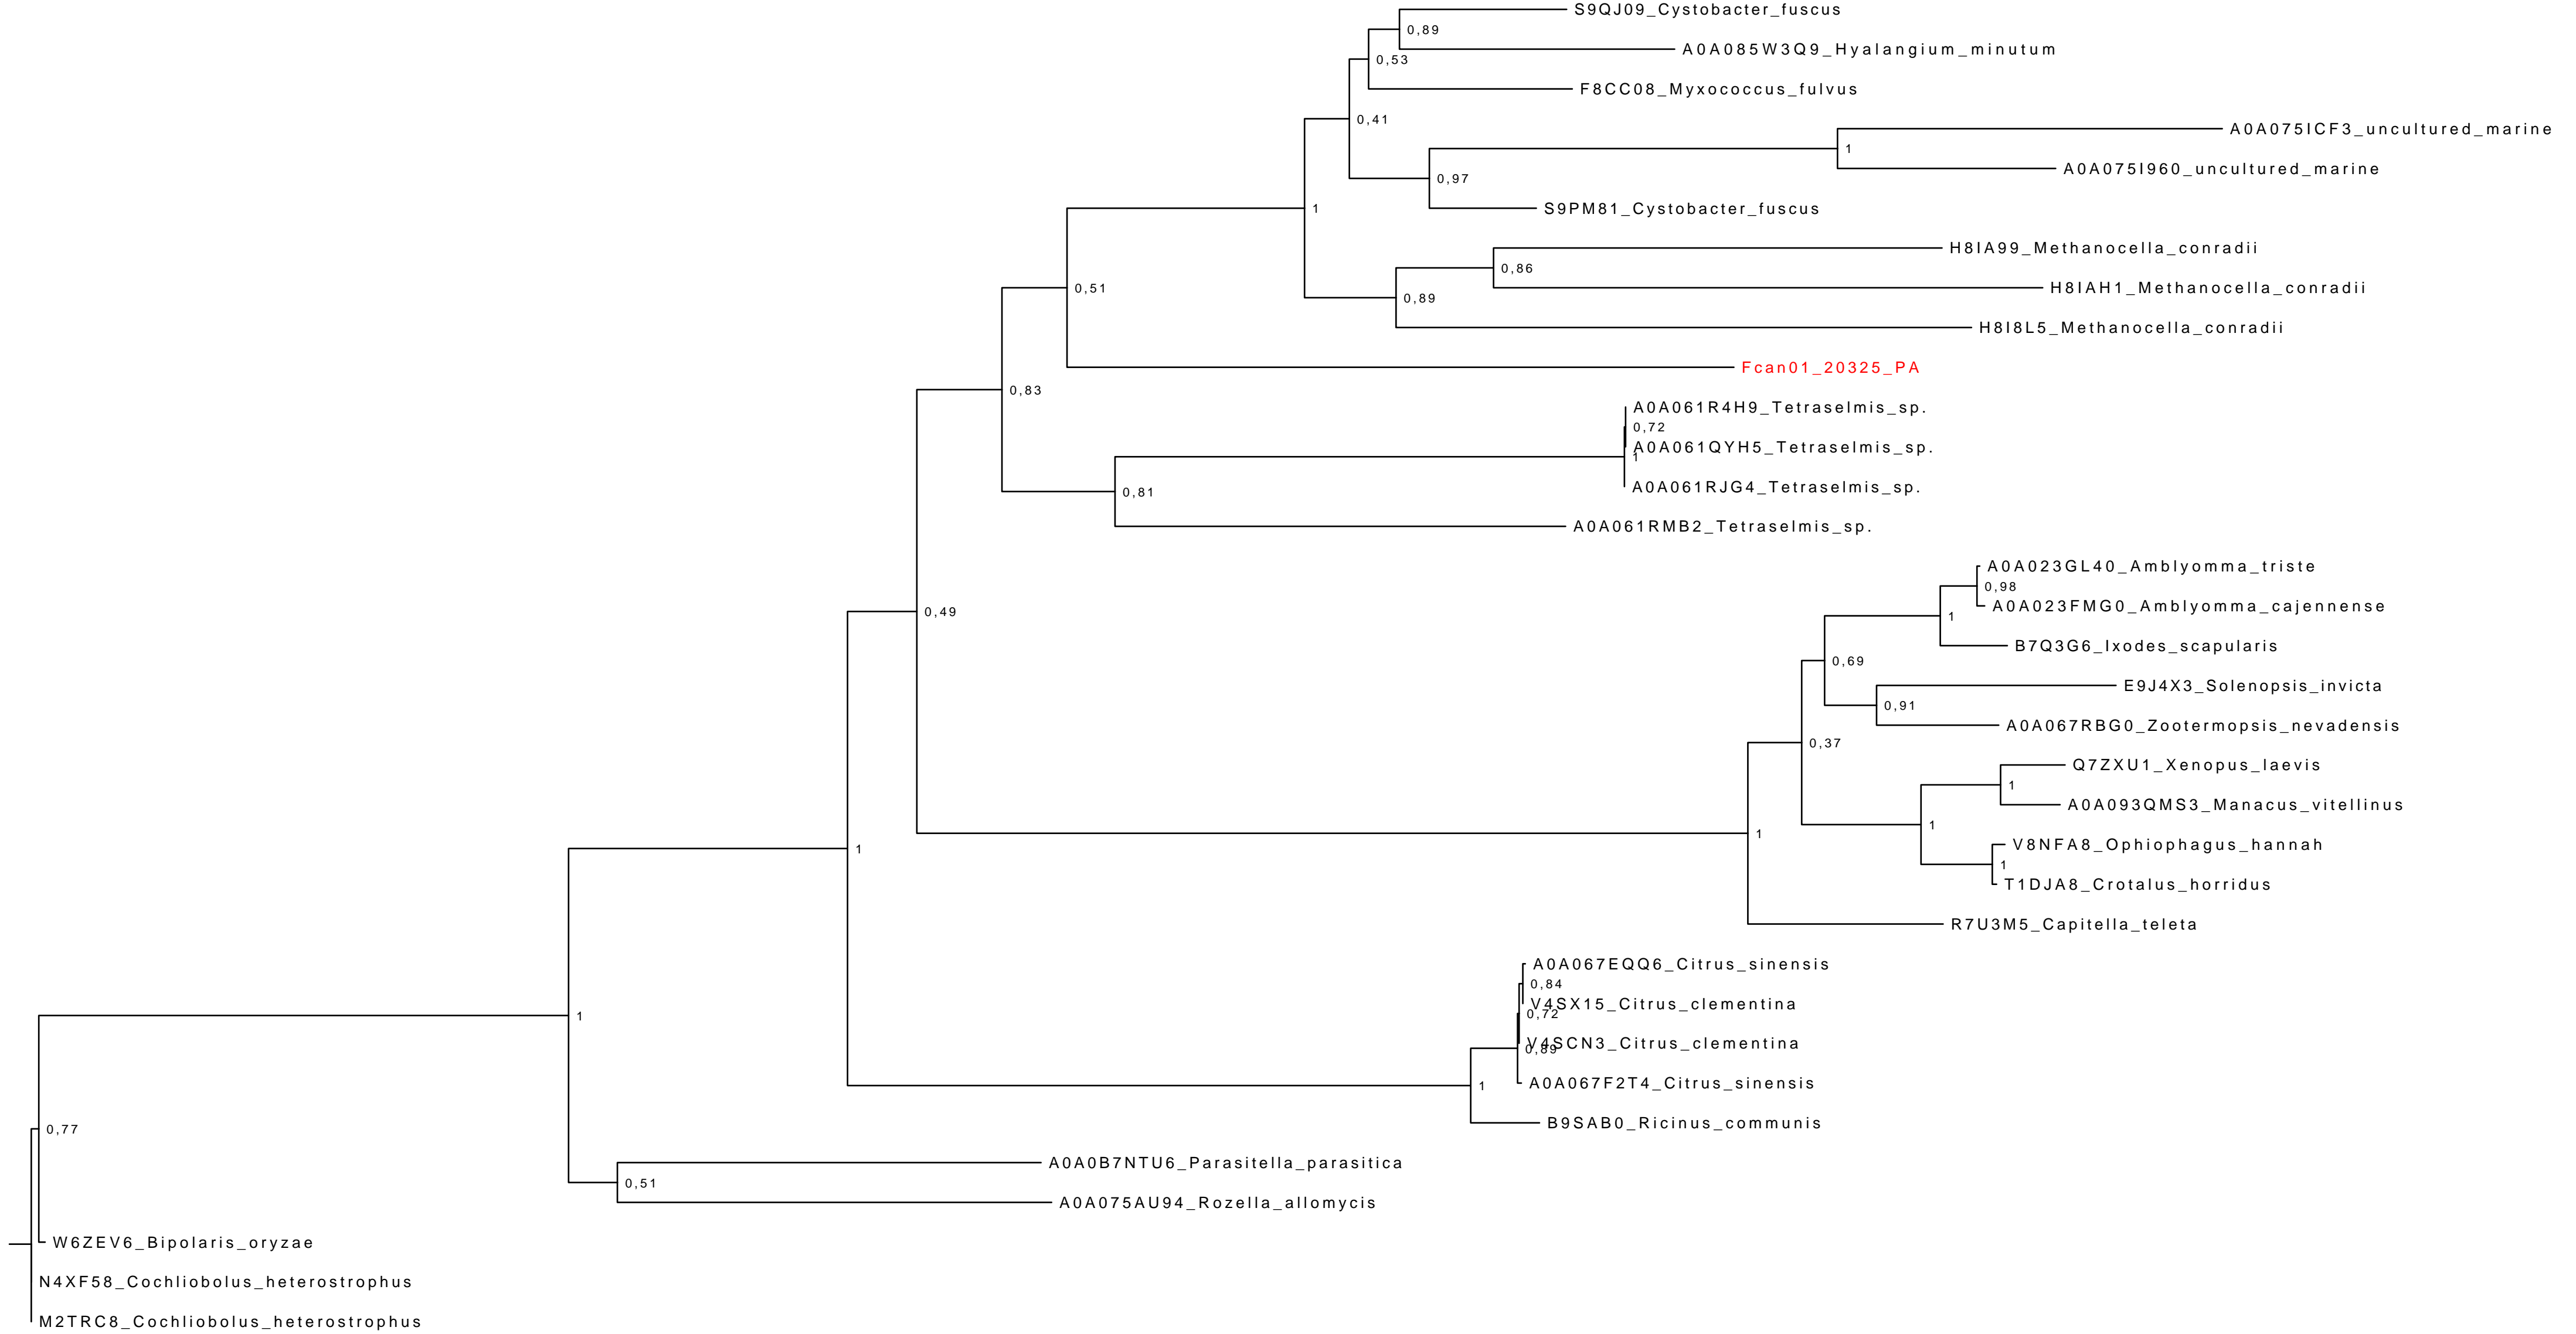 S9QJ09_Cystobacter_fuscus
0,89
A0A085W3Q9_Hyalangium_minutum
0,53
F8CC08_Myxococcus_fulvus
0,41
A0A075ICF3_uncultured_marine
1
A0A075I960_uncultured_marine
0,97
S9PM81_Cystobacter_fuscus
1
H8IA99_Methanocella_conradii
0,86
H8IAH1_Methanocella_conradii
0,51
0,89
H8I8L5_Methanocella_conradii
Fcan01_20325_PA
0,83
A0A061R4H9_Tetraselmis_sp.
0,72
A0A061QYH5_Tetraselmis_sp.
1
A0A061RJG4_Tetraselmis_sp.
0,81
A0A061RMB2_Tetraselmis_sp.
A0A023GL40_Amblyomma_triste
0,98
A0A023FMG0_Amblyomma_cajennense
0,49
1
B7Q3G6_Ixodes_scapularis
0,69
E9J4X3_Solenopsis_invicta
0,91
A0A067RBG0_Zootermopsis_nevadensis
0,37
Q7ZXU1_Xenopus_laevis
1
A0A093QMS3_Manacus_vitellinus
1
1
V8NFA8_Ophiophagus_hannah
1
1
T1DJA8_Crotalus_horridus
R7U3M5_Capitella_teleta
A0A067EQQ6_Citrus_sinensis
0,84
V4SX15_Citrus_clementina
0,72
1
V4SCN3_Citrus_clementina
0,89
A0A067F2T4_Citrus_sinensis
1
B9SAB0_Ricinus_communis
0,77
A0A0B7NTU6_Parasitella_parasitica
0,51
A0A075AU94_Rozella_allomycis
W6ZEV6_Bipolaris_oryzae
N4XF58_Cochliobolus_heterostrophus
M2TRC8_Cochliobolus_heterostrophus